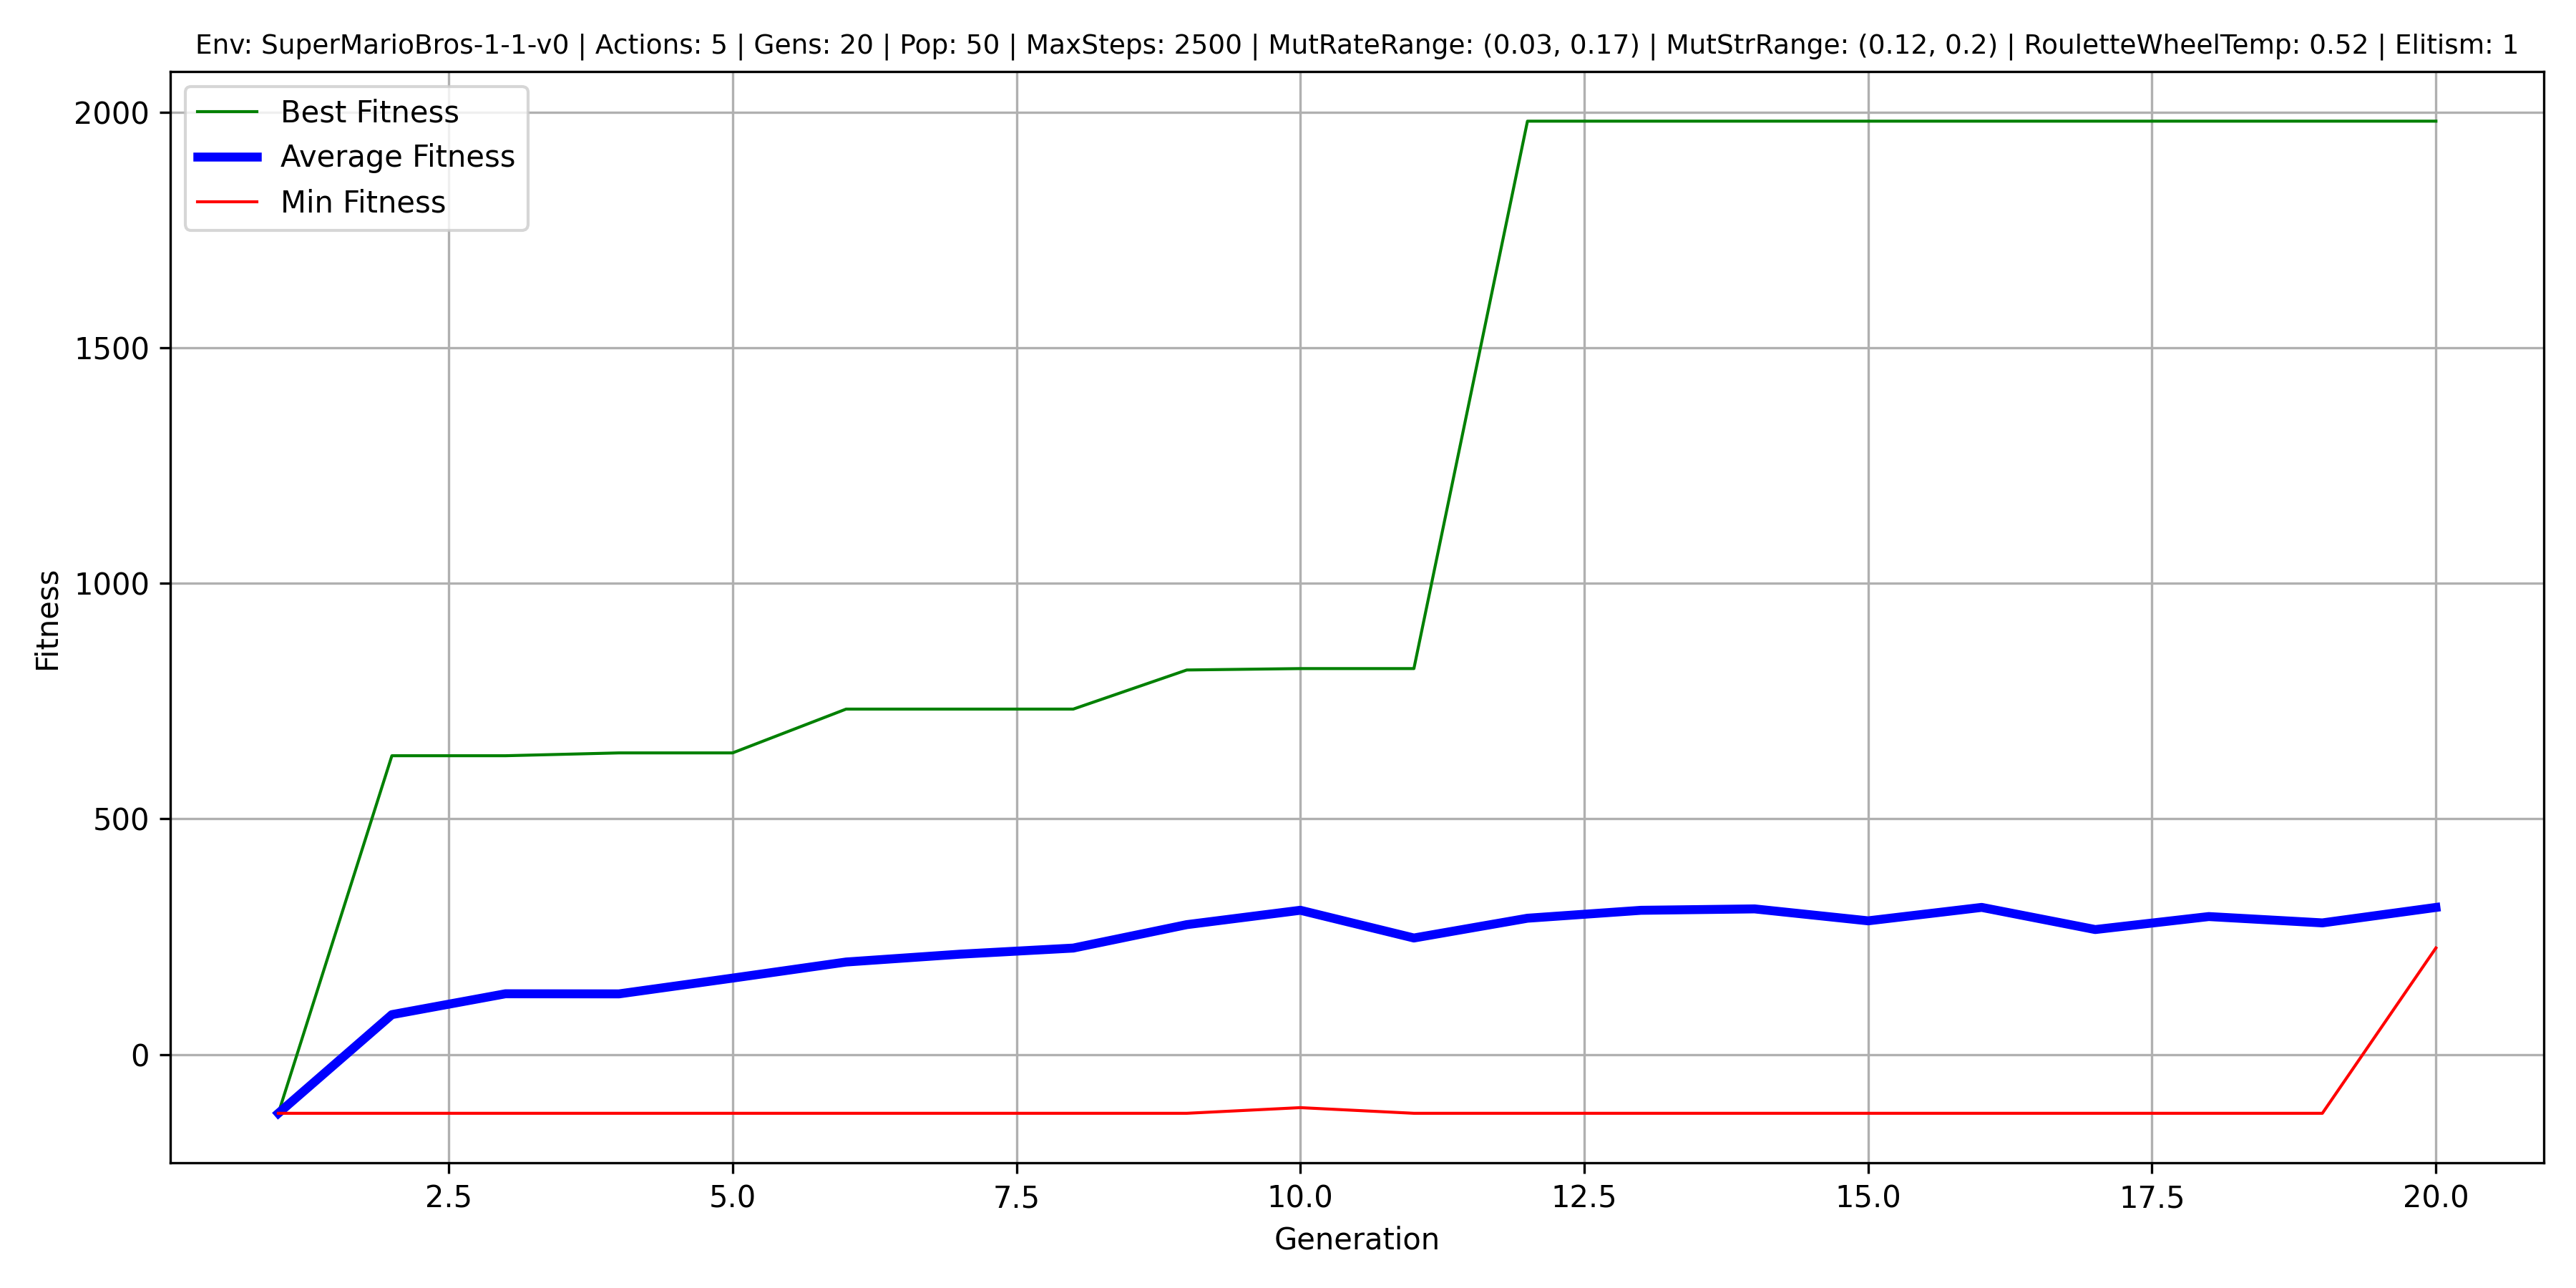 Env: SuperMarioBros-1-1-v0 | Actions: 5 | Gens: 20 | Pop: 50 | MaxSteps: 2500 | MutRateRange: (0.03, 0.17) | MutStrRange: (0.12, 0.2) | RouletteWheelTemp: 0.52 | Elitism: 1
Best Fitness
Average Fitness
Min Fitness
2000
1500
1000
500
0
Fitness
2.5 5.0 7.5 10.0 12.5 15.0 17.5 20.0
Generation